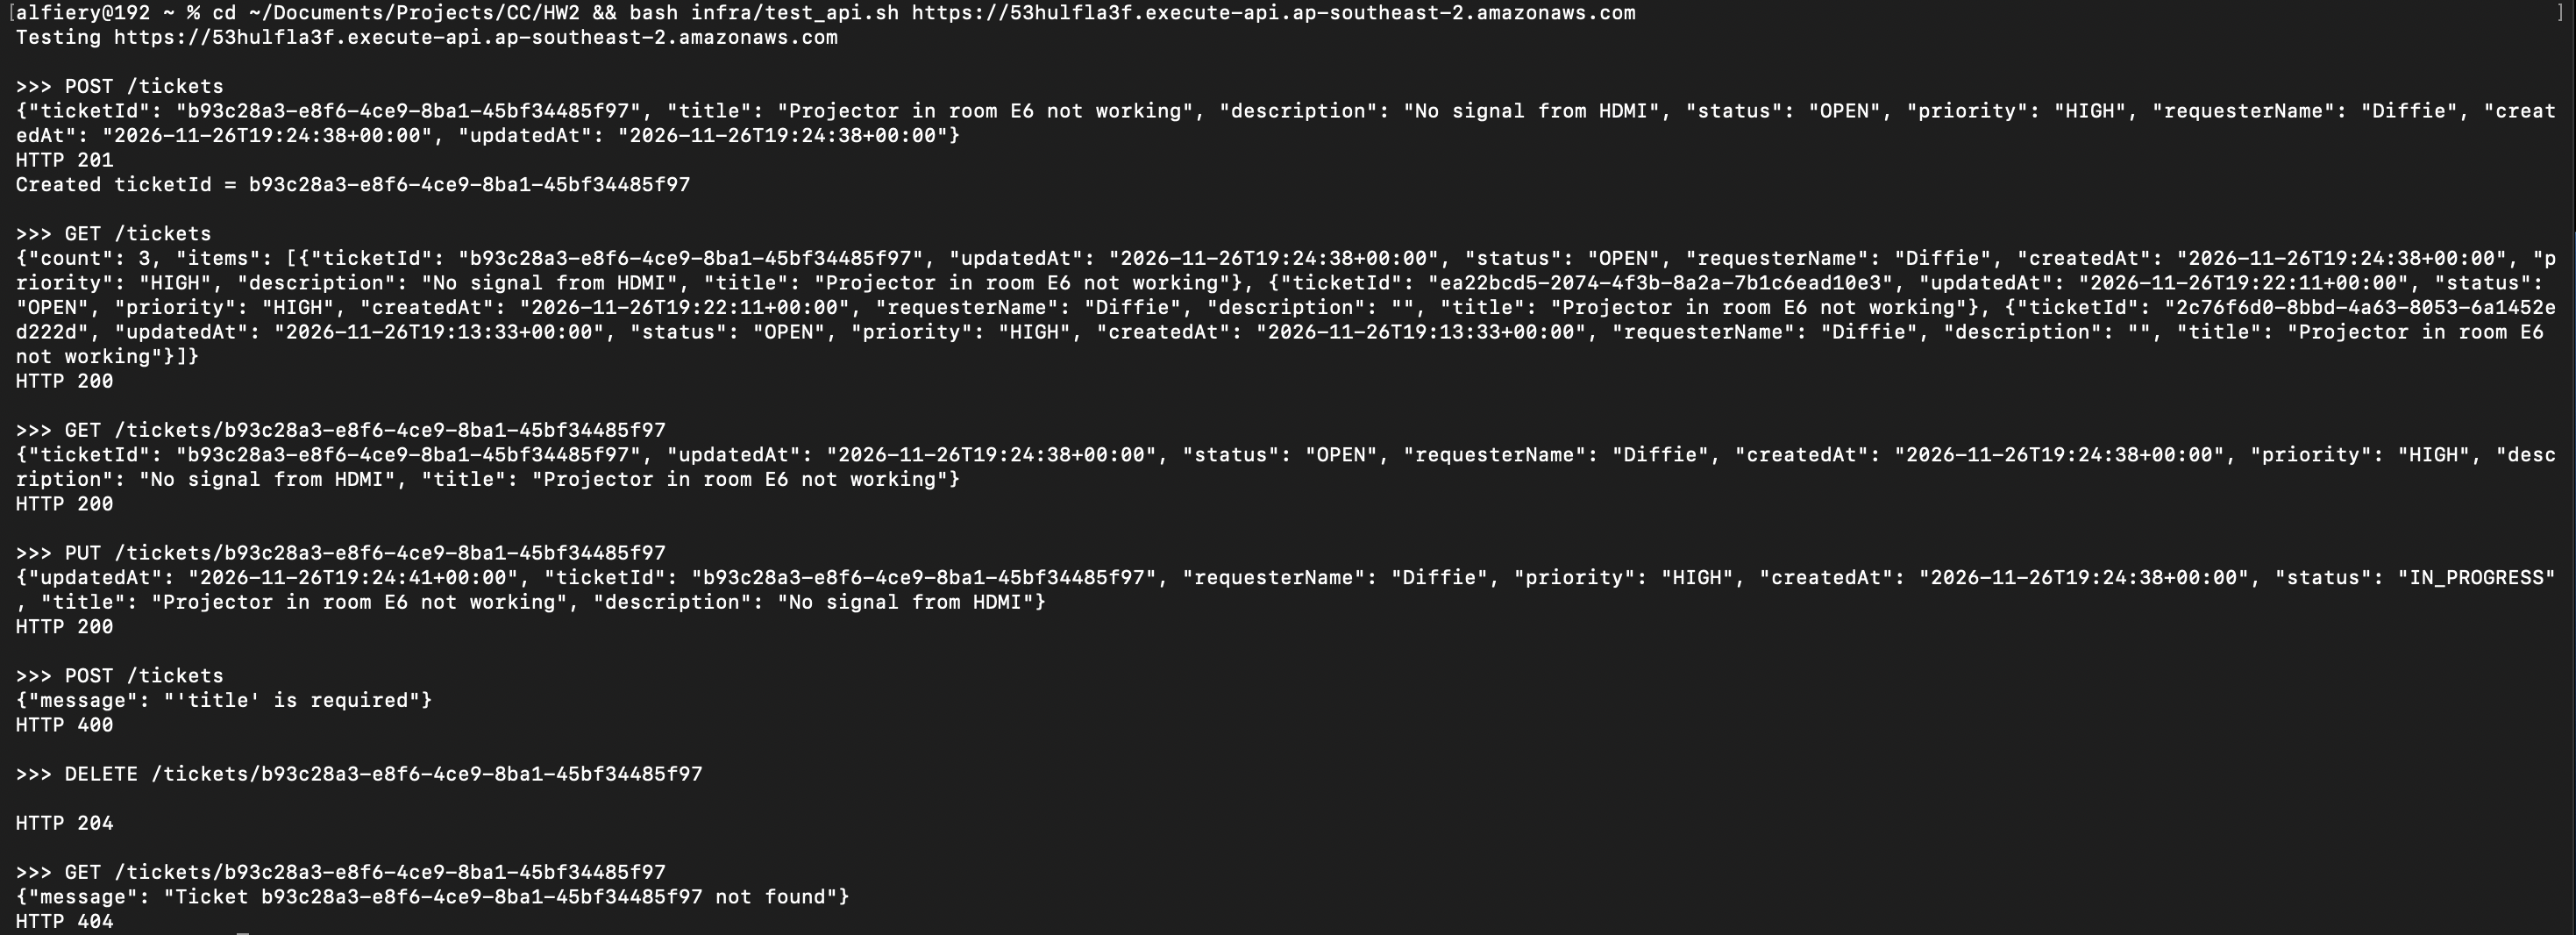 [alfiery@192 ~ % cd ~/Documents/Projects/CC/HW2 && bash infra/test_api.sh https://53hulfla3f.execute-api.ap-southeast-2.amazonaws.com ]
Testing https://53hulfla3f.execute-api.ap-southeast-2.amazonaws.com
>>> POST /tickets
{"ticketId": "b93c28a3-e8f6-4ce9-8ba1-45bf34485f97", "title": "Projector in room E6 not working", "description": "No signal from HDMI", "status": "OPEN", "priority": "HIGH", "requesterName": "Diffie", "creat
edAt": "2026-11-26T19:24:38+00:00", "updatedAt": "2026-11-26T19:24:38+00:00"}
HTTP 201
Created ticketId = b93c28a3-e8f6-4ce9-8ba1-45bf34485f97
>>> GET /tickets
{"count": 3, "items": [{"ticketId": "b93c28a3-e8f6-4ce9-8ba1-45bf34485f97", "updatedAt": "2026-11-26T19:24:38+00:00", "status": "OPEN", "requesterName": "Diffie", "createdAt": "2026-11-26T19:24:38+00:00", "p
riority": "HIGH", "description": "No signal from HDMI", "title": "Projector in room E6 not working"}, {"ticketId": "ea22bcd5-2074-4f3b-8a2a-7b1c6ead10e3", "updatedAt": "2026-11-26T19:22:11+00:00", "status":
"OPEN", "priority": "HIGH", "createdAt": "2026-11-26T19:22:11+00:00", "requesterName": "Diffie", "description": "", "title": "Projector in room E6 not working"}, {"ticketId": "2c76f6d0-8bbd-4a63-8053-6a1452e
d222d", "updatedAt": "2026-11-26T19:13:33+00:00", "status": "OPEN", "priority": "HIGH", "createdAt": "2026-11-26T19:13:33+00:00", "requesterName": "Diffie", "description": "", "title": "Projector in room E6
not working"}]}
HTTP 200
>>> GET /tickets/b93c28a3-e8f6-4ce9-8ba1-45bf34485f97
{"ticketId": "b93c28a3-e8f6-4ce9-8ba1-45bf34485f97", "updatedAt": "2026-11-26T19:24:38+00:00", "status": "OPEN", "requesterName": "Diffie", "createdAt": "2026-11-26T19:24:38+00:00", "priority": "HIGH", "desc
ription": "No signal from HDMI", "title": "Projector in room E6 not working"}
HTTP 200
>>> PUT /tickets/b93c28a3-e8f6-4ce9-8ba1-45bf34485f97
{"updatedAt": "2026-11-26T19:24:41+00:00", "ticketId": "b93c28a3-e8f6-4ce9-8ba1-45bf34485f97", "requesterName": "Diffie", "priority": "HIGH", "createdAt": "2026-11-26T19:24:38+00:00", "status": "IN_PROGRESS"
, "title": "Projector in room E6 not working", "description": "No signal from HDMI"}
HTTP 200
>>> POST /tickets
{"message": "'title' is required"}
HTTP 400
>>> DELETE /tickets/b93c28a3-e8f6-4ce9-8ba1-45bf34485f97
HTTP 204
>>> GET /tickets/b93c28a3-e8f6-4ce9-8ba1-45bf34485f97
{"message": "Ticket b93c28a3-e8f6-4ce9-8ba1-45bf34485f97 not found"}
HTTP 404